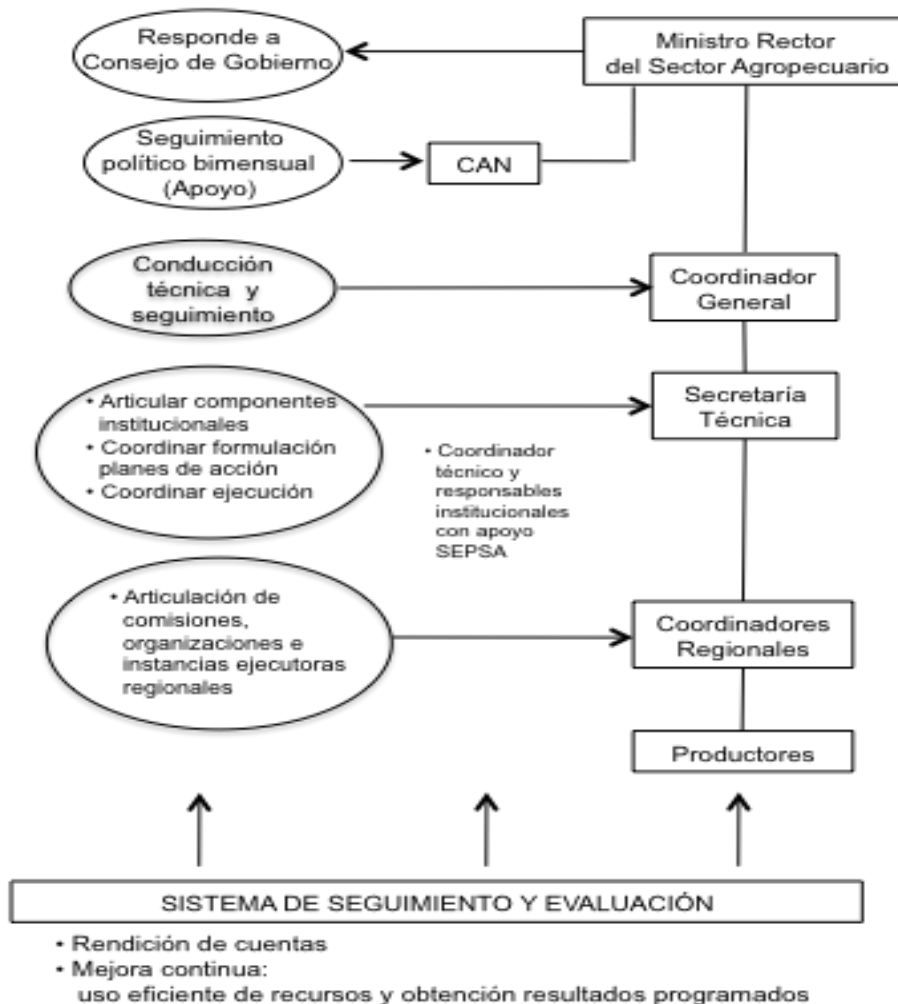 Responde a
Consejo de Gobierno
Ministro Rector
del Sector Agropecuario
Seguimiento
político bimensual
(Apoyo)
CAN
Conducción
técnica y
seguimiento
Coordinador
General
• Articular componentes
institucionales
• Coordinar formulación
planes de acción
• Coordinar ejecución
• Coordinador
técnico y
responsables
institucionales
con apoyo
SEPSA
Secretaría
Técnica
• Articulación de
comisiones,
organizaciones e
instancias ejecutoras
regionales
Coordinadores
Regionales
Productores
SISTEMA DE SEGUIMIENTO Y EVALUACIÓN
• Rendición de cuentas
• Mejora continua:
uso eficiente de recursos y obtención resultados programados